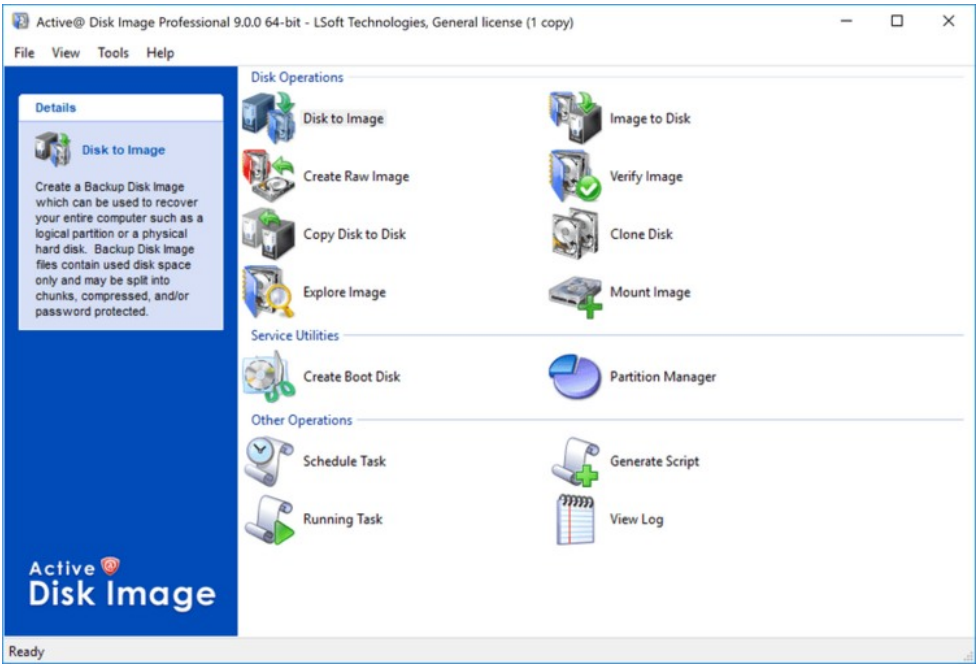 Active@ Disk Image Professional 9.0.0 64-bit - LSoft Technologies, General license (1 copy)
File View Tools Help
Details
Disk to Image
Create a Backup Disk Image
which can be used to recover
your entire computer such as a
logical partition or a physical
hard disk. Backup Disk Image
files contain used disk space
only and may be split into
chunks, compressed, and/or
password protected.
Active @
Disk Image
Disk Operations
Disk to Image
Image to Disk
Create Raw Image
Verify Image
Copy Disk to Disk
Clone Disk
Explore Image
Mount Image
Service Utilities
Create Boot Disk
Partition Manager
Other Operations
Schedule Task
Generate Script
Running Task
View Log
Ready